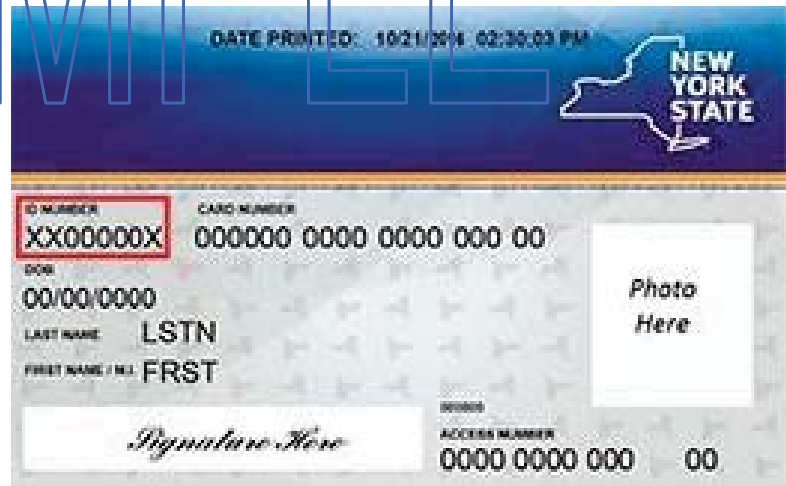 DATE PRINTED: 10/21/2014 02:30:03 PM
NEW
YORK
STATE
ID NUMBER CARD NUMBER
XX00000X 000000 0000 0000 000 00
DOB
00/00/0000
LAST NAME LSTN
FIRST NAME / M.I. FRST
Photo
Here
Signature Here
ACCESS NUMBER
0000 0000 000 00